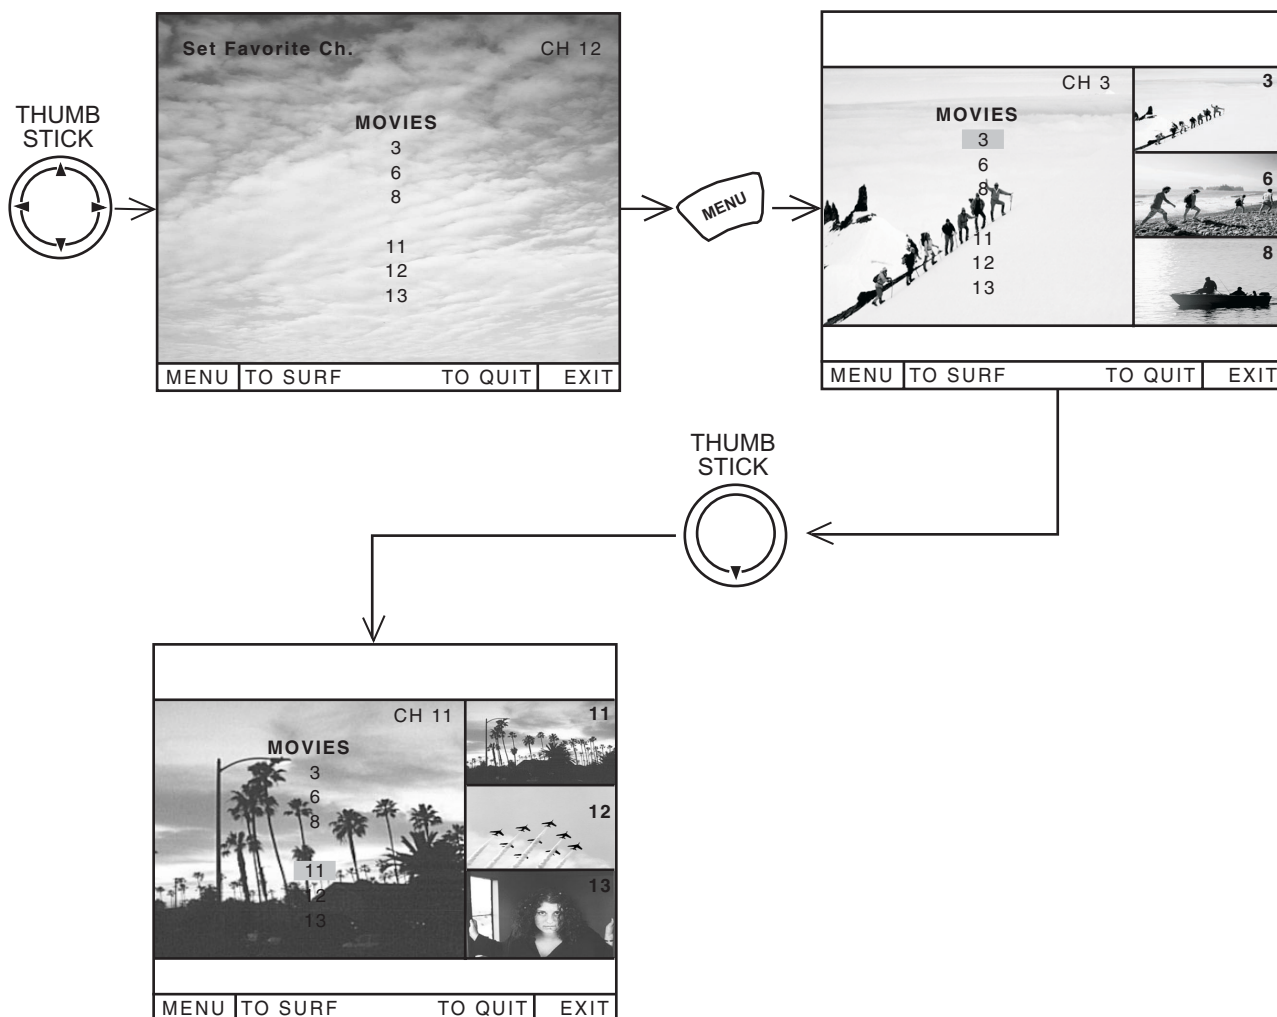 THUMB
STICK
Set Favorite Ch. CH 12
MOVIES
3
6
8
11
12
13
MENU TO SURF TO QUIT EXIT
MENU
CH 3
MOVIES
3
6
8
11
12
13
3
6
8
MENU TO SURF TO QUIT EXIT
THUMB
STICK
CH 11
MOVIES
3
6
8
11
12
13
11
12
13
MENU TO SURF TO QUIT EXIT